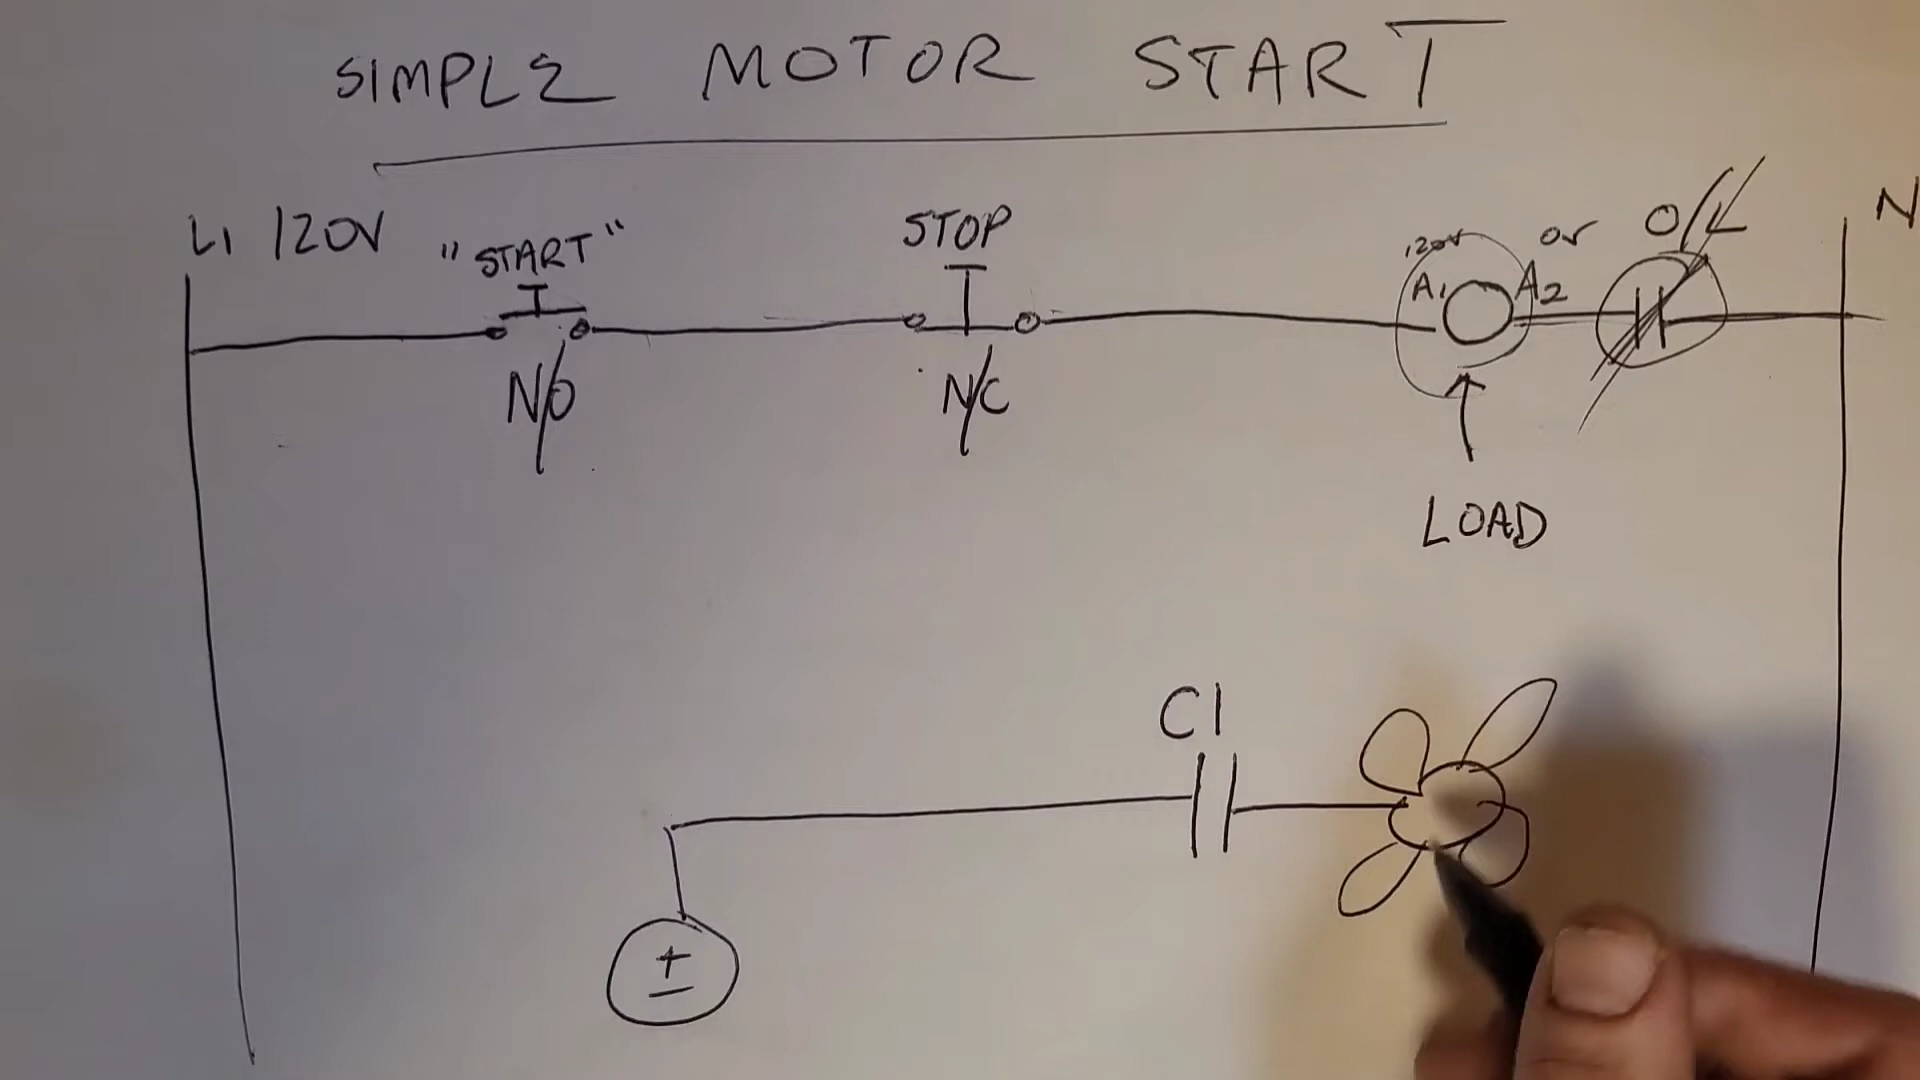 SIMPLE MOTOR START
L1 120V "START" STOP 120V or O/L N
A1 A2
N/O N/C
LOAD
C1
+
-